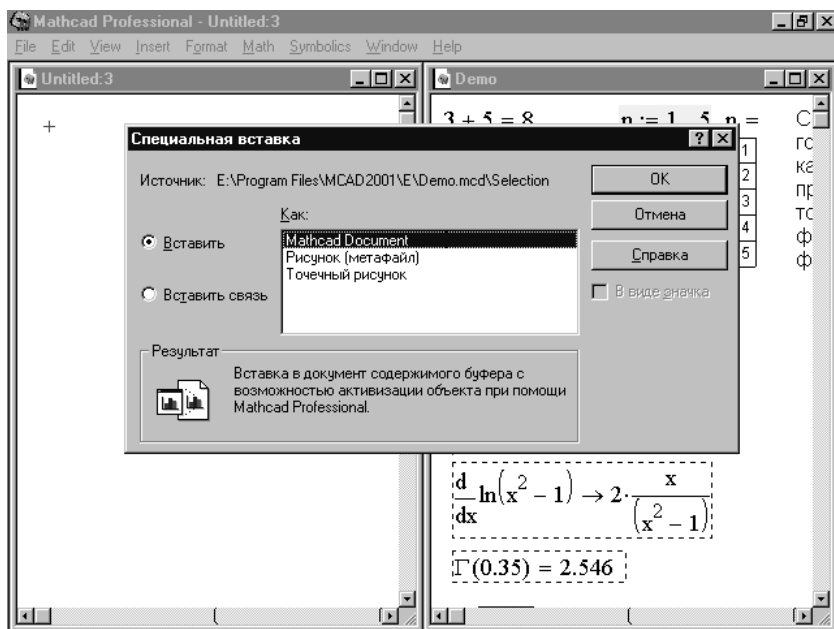 Mathcad Professional - Untitled:3
File Edit View Insert Format Math Symbolics Window Help
Untitled:3
Demo
3 + 5 = 8
n := 1 5 n =
1
2
3
4
5
Специальная вставка
Источник: E:\Program Files\MCAD2001\E\Demo.mcd\Selection
Как:
Вставить
Вставить связь
Mathcad Document
Рисунок (метафайл)
Точечный рисунок
OK
Отмена
Справка
В виде значка
Результат
Вставка в документ содержимого буфера с
возможностью активизации объекта при помощи
Mathcad Professional.
d/dx ln(x^2 − 1) → 2·x/(x^2 − 1)
Γ(0.35) = 2.546